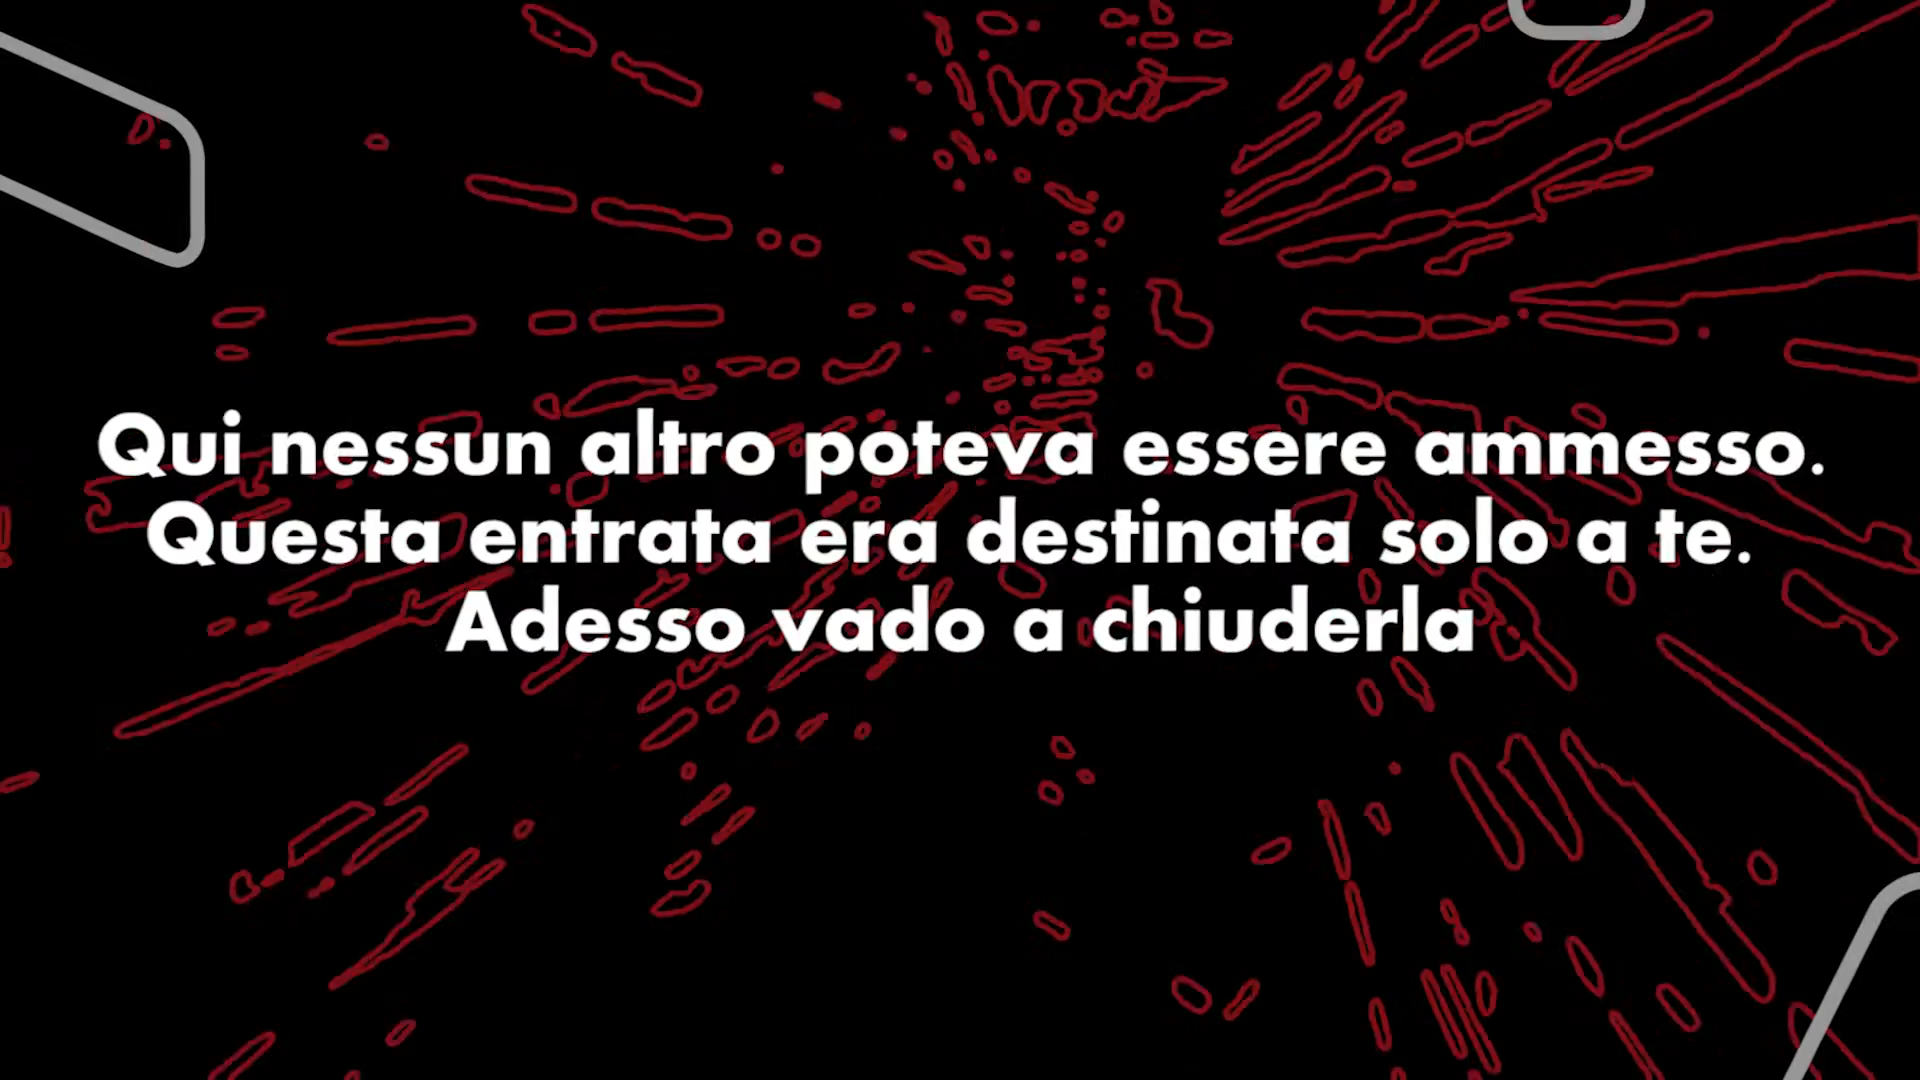 Qui nessun altro poteva essere ammesso.
Questa entrata era destinata solo a te.
Adesso vado a chiuderla